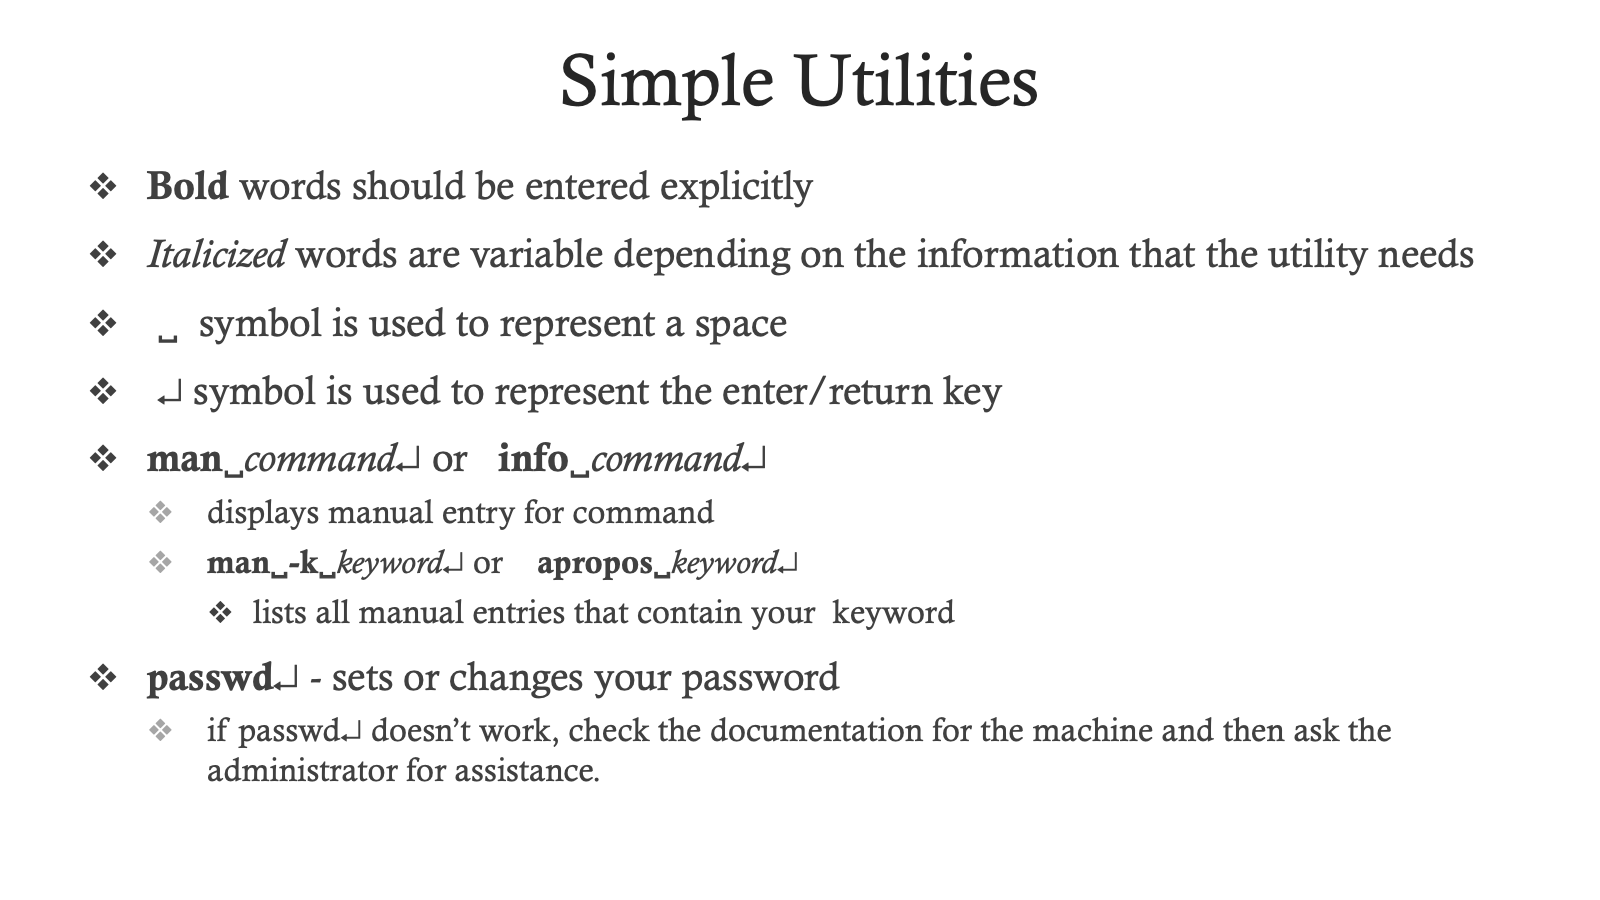 Simple Utilities
❖ Bold words should be entered explicitly
❖ Italicized words are variable depending on the information that the utility needs
❖ ␣ symbol is used to represent a space
❖ ↵ symbol is used to represent the enter/return key
❖ man␣command↵ or info␣command↵
❖ displays manual entry for command
❖ man␣-k␣keyword↵ or apropos␣keyword↵
❖ lists all manual entries that contain your keyword
❖ passwd↵ - sets or changes your password
❖ if passwd↵ doesn’t work, check the documentation for the machine and then ask the
administrator for assistance.